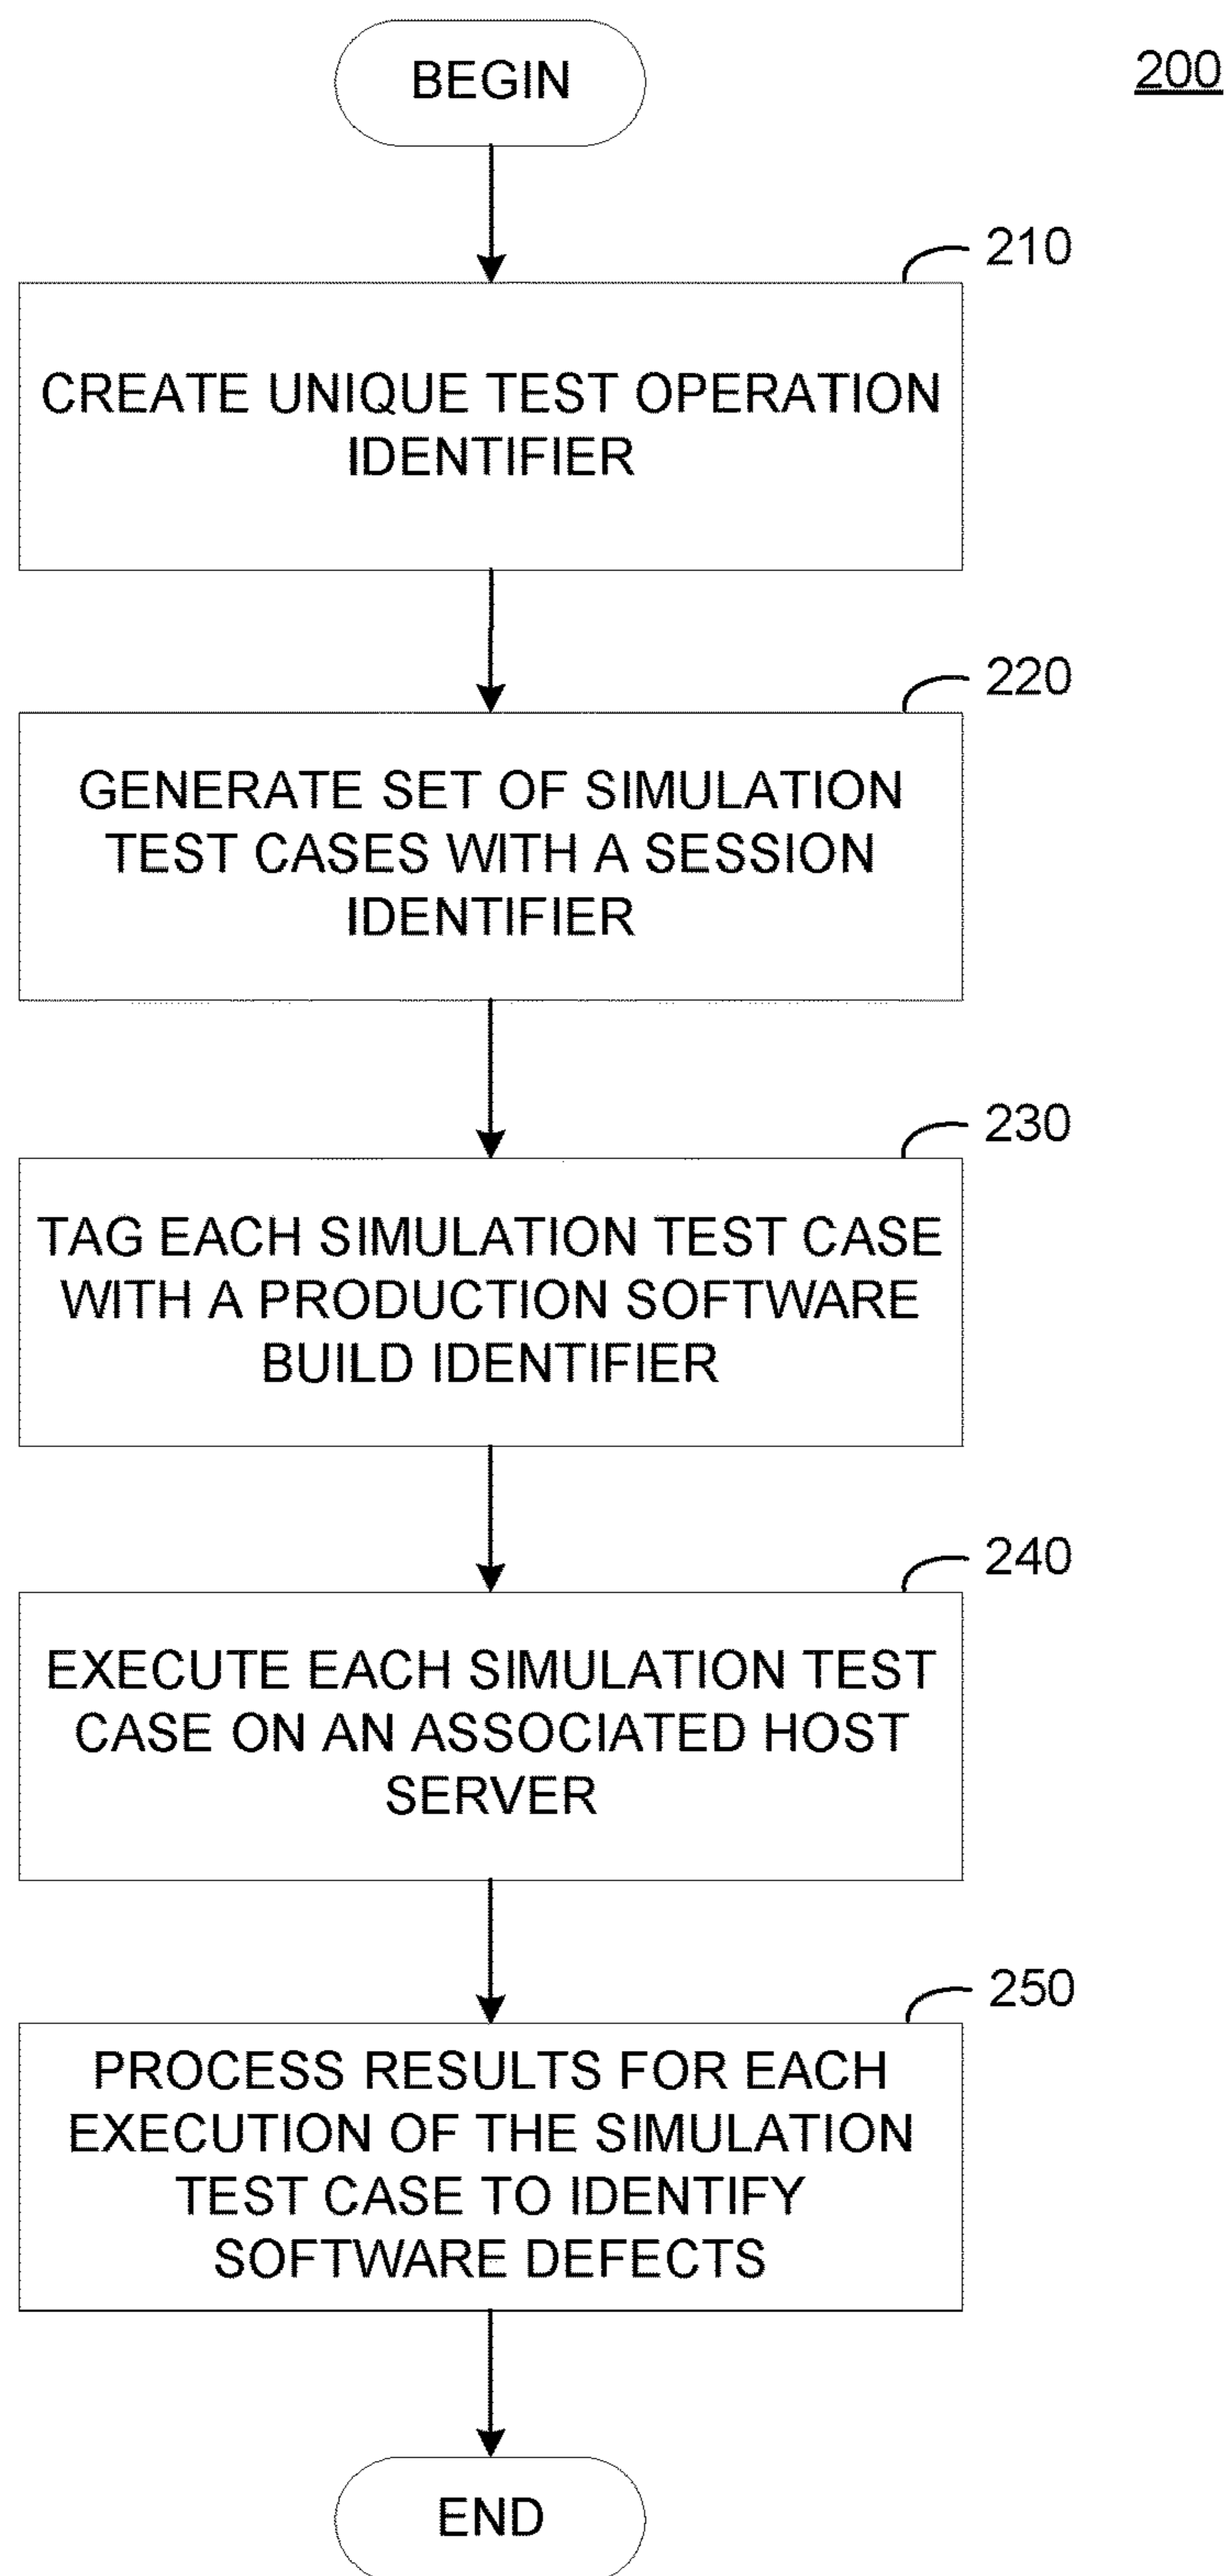 BEGIN
200
210
CREATE UNIQUE TEST OPERATION
IDENTIFIER
220
GENERATE SET OF SIMULATION
TEST CASES WITH A SESSION
IDENTIFIER
230
TAG EACH SIMULATION TEST CASE
WITH A PRODUCTION SOFTWARE
BUILD IDENTIFIER
240
EXECUTE EACH SIMULATION TEST
CASE ON AN ASSOCIATED HOST
SERVER
250
PROCESS RESULTS FOR EACH
EXECUTION OF THE SIMULATION
TEST CASE TO IDENTIFY
SOFTWARE DEFECTS
END